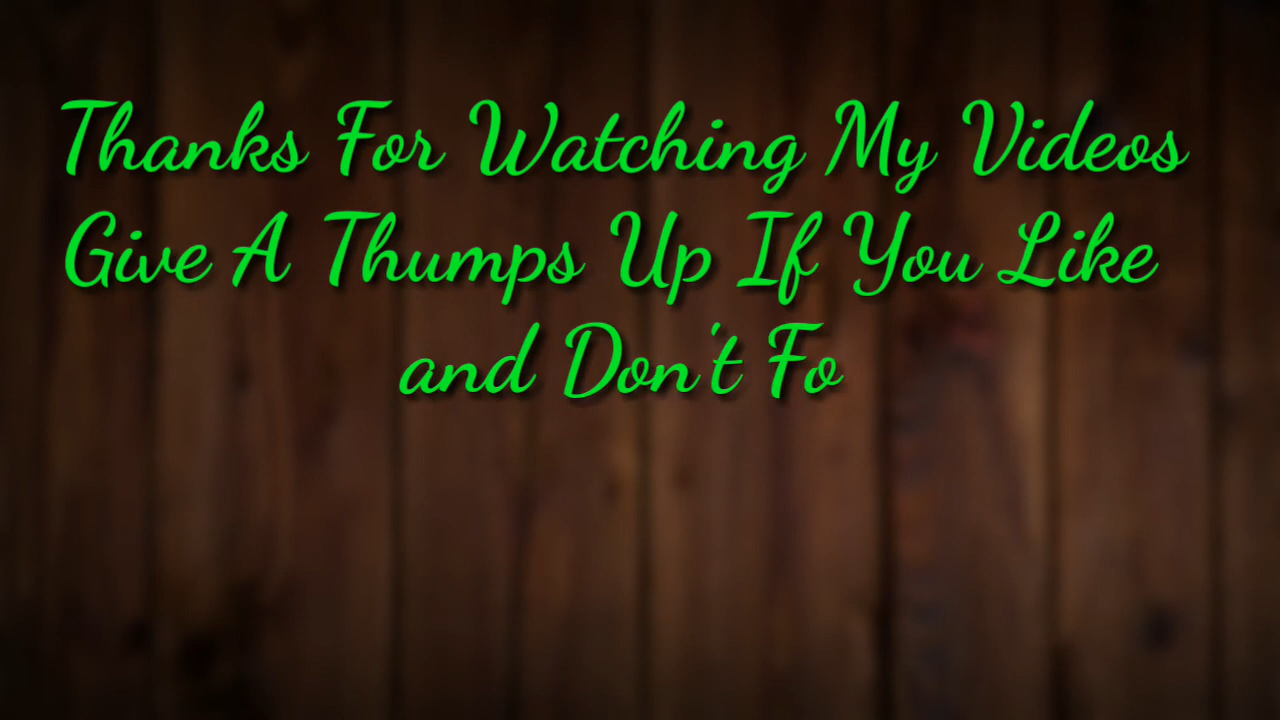 Thanks For Watching My Videos
Give A Thumps Up If You Like
and Don't Fo